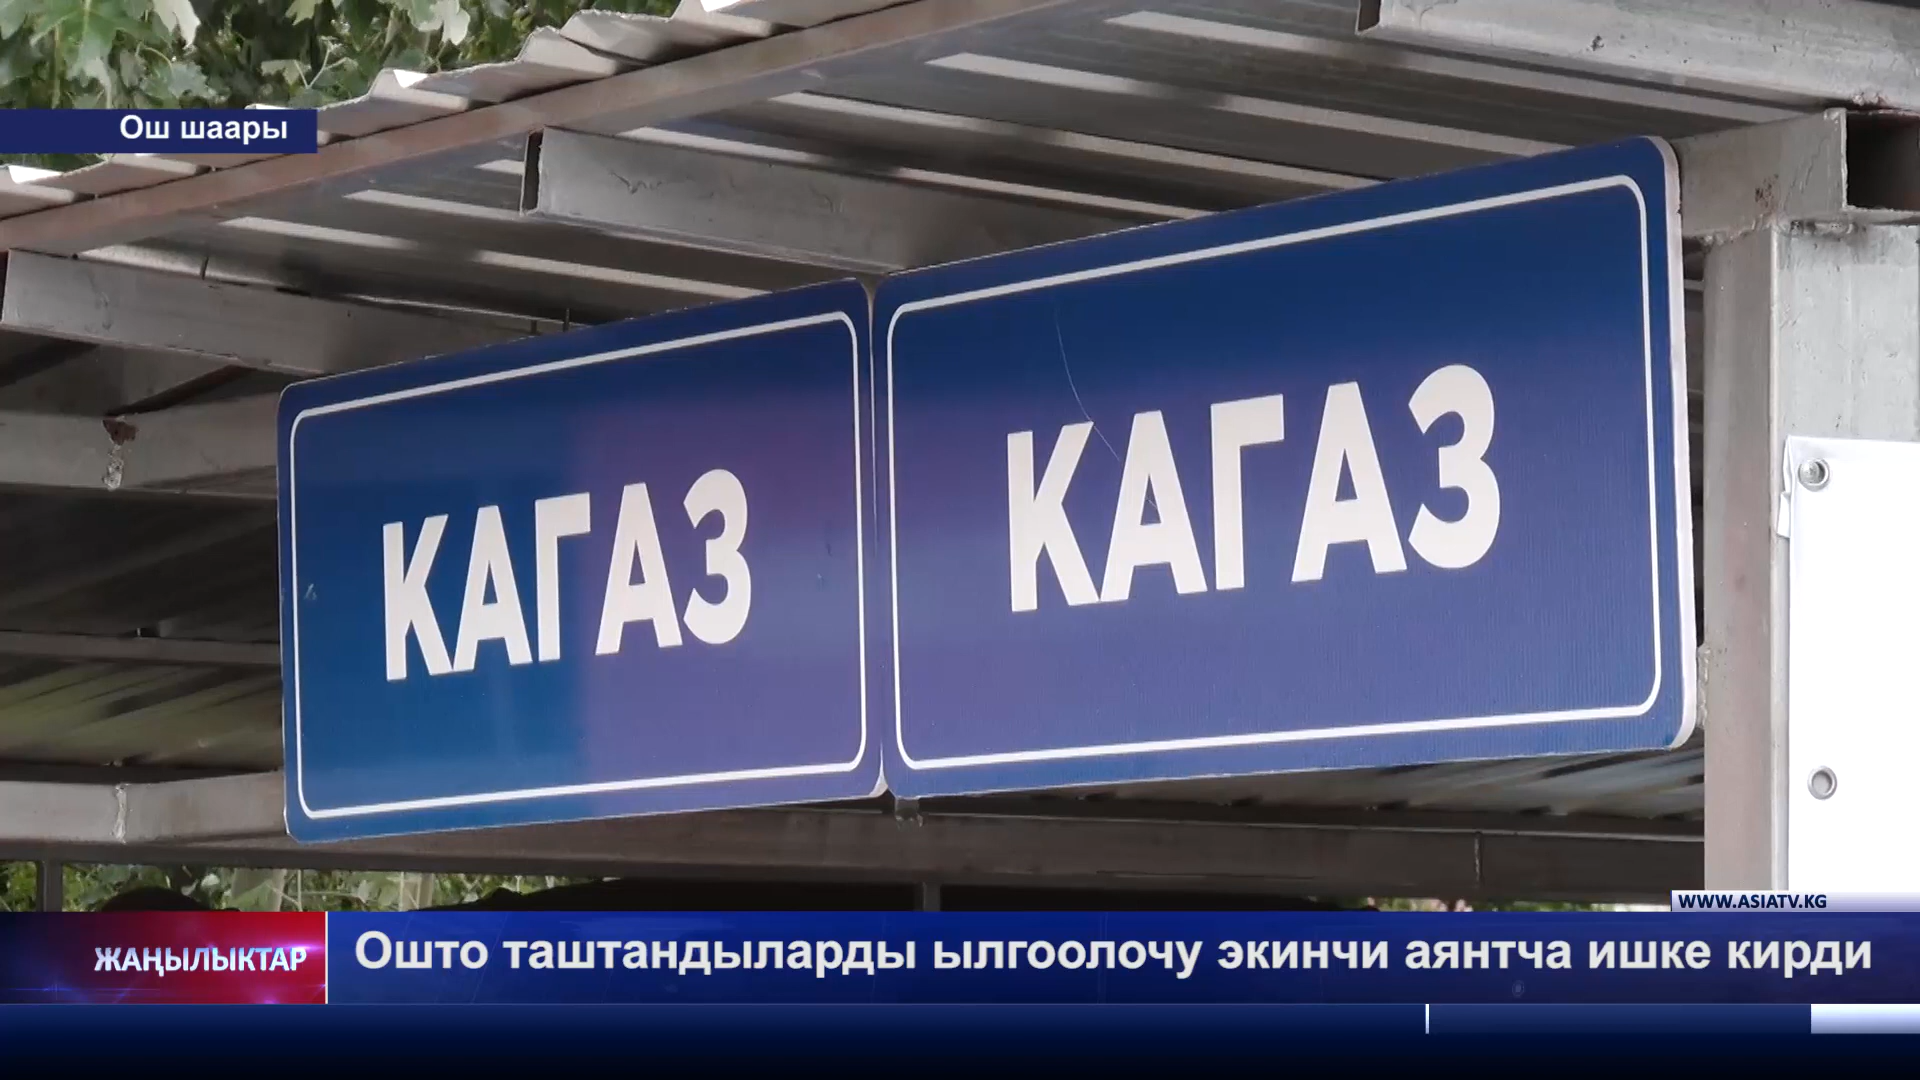 Ош шаары
КАГАЗ
КАГАЗ
WWW.ASIATV.KG
ЖАҢЫЛЫКТАР
Ошто таштандыларды ылгоолочу экинчи аянтча ишке кирди